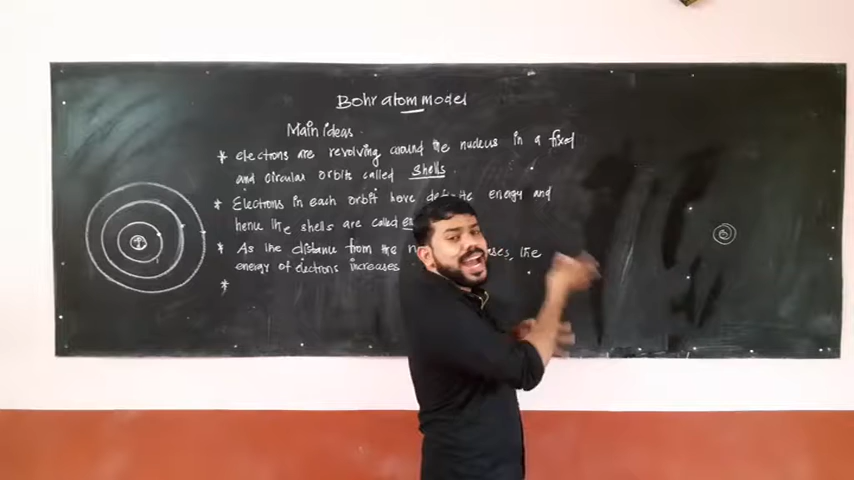 Bohr atom model
Main ideas
* electrons are revolving around the nucleus in a fixed
and circular orbits called shells
* Electrons in each orbit have definite energy and
hence the shells are called
* As the distance from the the
energy of electrons increases
*